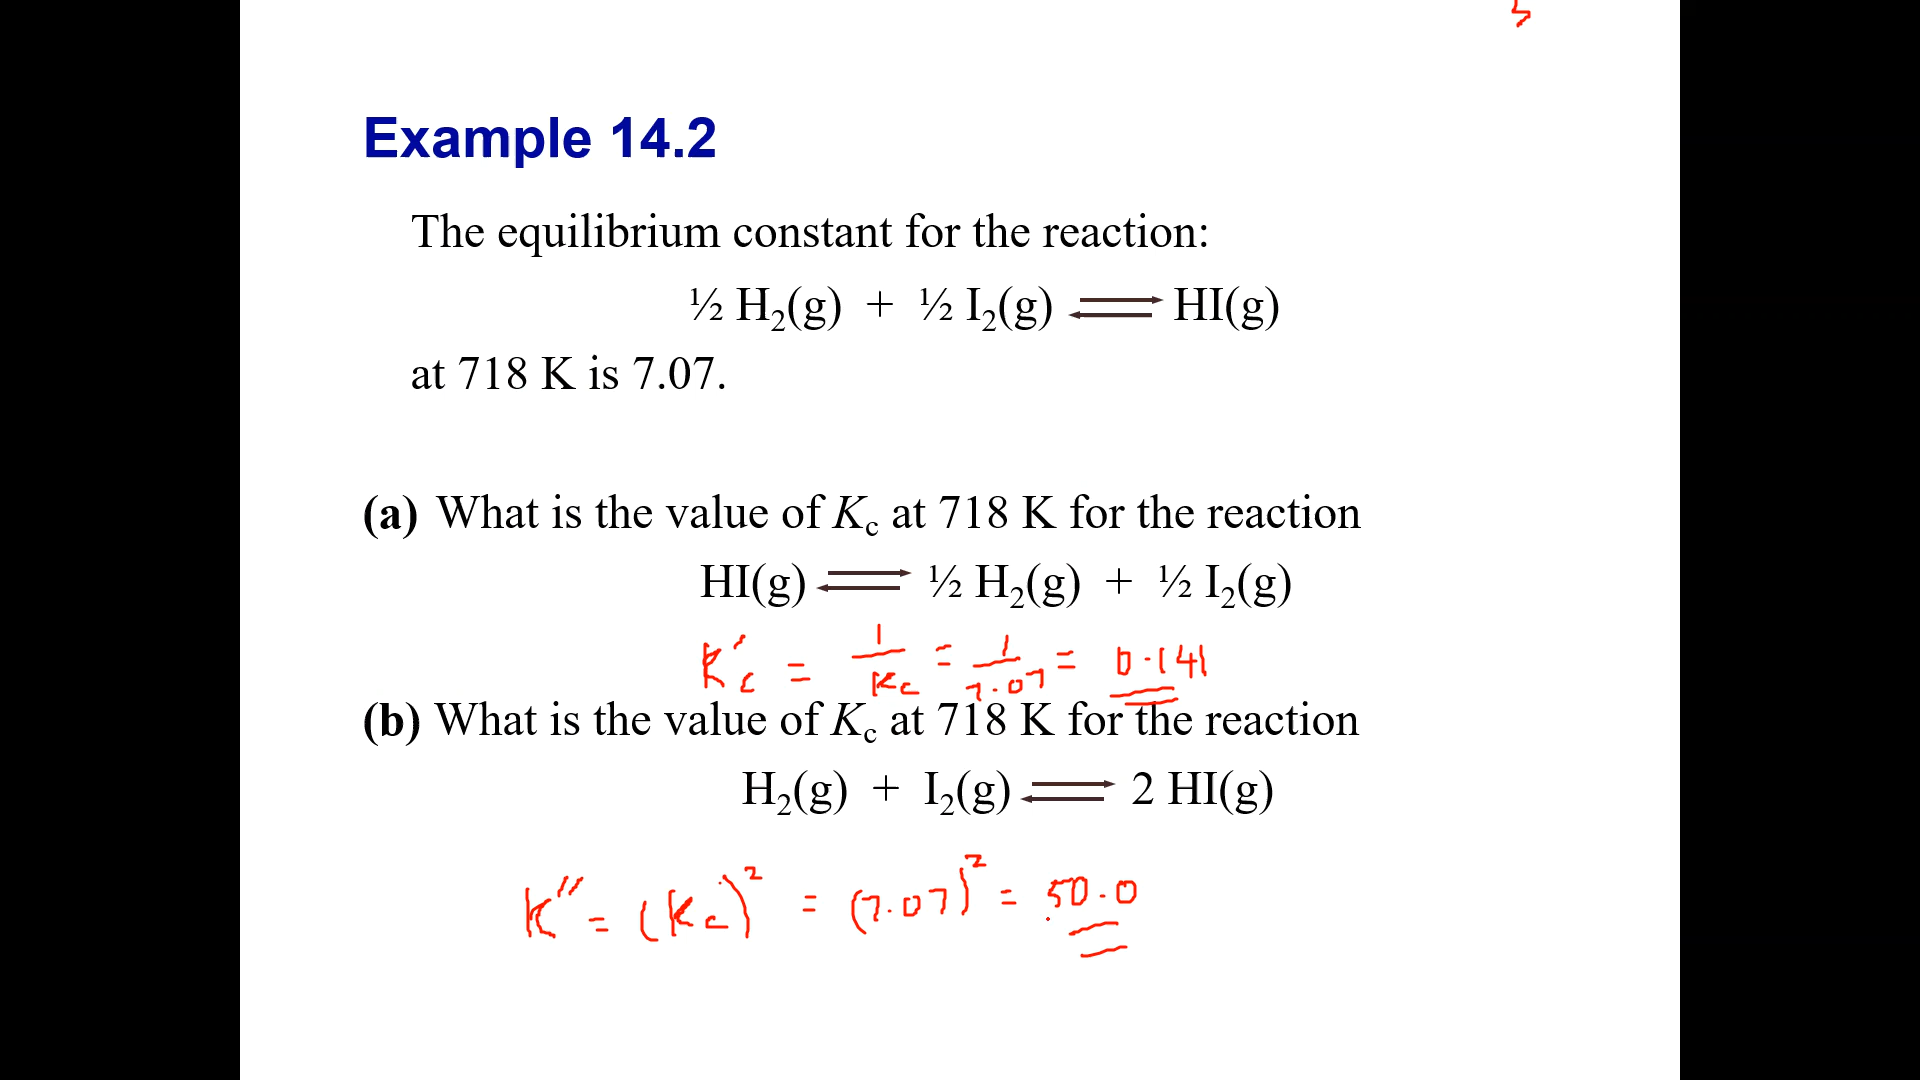 Example 14.2
The equilibrium constant for the reaction:
½ H₂(g) + ½ I₂(g) ⇌ HI(g)
at 718 K is 7.07.
(a) What is the value of Kc at 718 K for the reaction
HI(g) ⇌ ½ H₂(g) + ½ I₂(g)
K'c = 1/Kc = 1/7.07 = 0.141
(b) What is the value of Kc at 718 K for the reaction
H₂(g) + I₂(g) ⇌ 2 HI(g)
K'' = (Kc)² = (7.07)² = 50.0